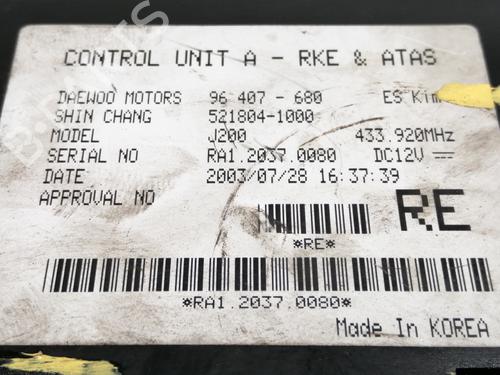 CONTROL UNIT A - RKE & ATAS
DAEWOO MOTORS 96 407 - 680 ES Kim
SHIN CHANG 521804-1000
MODEL J200 433.920MHz
SERIAL NO RA1.2037.0080 DC12V
DATE 2003/07/28 16:37:39
APPROVAL NO
RE
*RE*
*RA1.2037.0080*
Made In KOREA